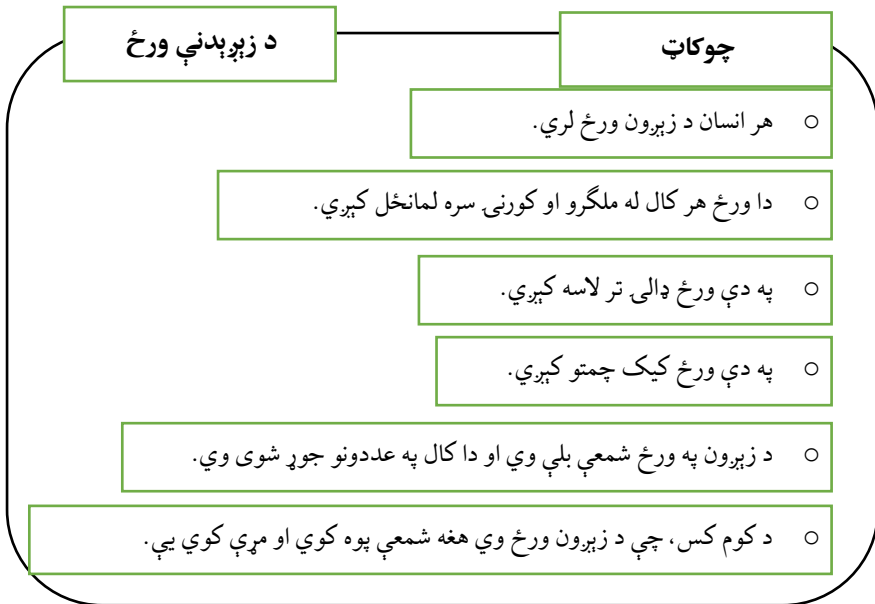 چوکاټ
د زېږېدنې ورځ
○ هر انسان د زېږون ورځ لري.
○ دا ورځ هر کال له ملګرو او کورنۍ سره لمانځل کېږي.
○ په دې ورځ ډالۍ تر لاسه کېږي.
○ په دې ورځ کیک چمتو کېږي.
○ د زېږون په ورځ شمعې بلې وي او دا کال په عددونو جوړ شوی وي.
○ د کوم کس، چې د زېږون ورځ وي هغه شمعې پوه کوي او مړې کوي یې.